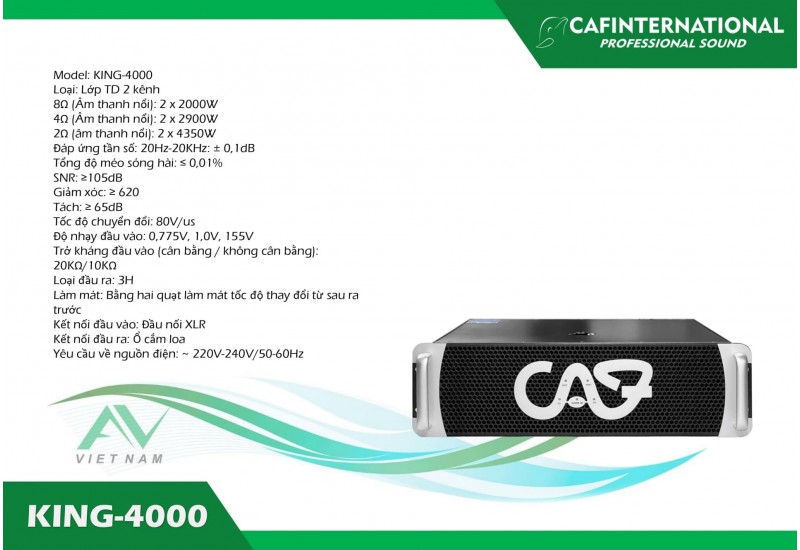 CAFINTERNATIONAL
PROFESSIONAL SOUND
Model: KING-4000
Loại: Lớp TD 2 kênh
8Ω (Âm thanh nổi): 2 x 2000W
4Ω (Âm thanh nổi): 2 x 2900W
2Ω (âm thanh nổi): 2 x 4350W
Đáp ứng tần số: 20Hz-20KHz: ± 0,1dB
Tổng độ méo sóng hài: ≤ 0,01%
SNR: ≥105dB
Giảm xóc: ≥ 620
Tách: ≥ 65dB
Tốc độ chuyển đổi: 80V/us
Độ nhạy đầu vào: 0,775V, 1,0V, 155V
Trở kháng đầu vào (cân bằng / không cân bằng):
20KΩ/10KΩ
Loại đầu ra: 3H
Làm mát: Bằng hai quạt làm mát tốc độ thay đổi từ sau ra
trước
Kết nối đầu vào: Đầu nối XLR
Kết nối đầu ra: Ổ cắm loa
Yêu cầu về nguồn điện: ~ 220V-240V/50-60Hz
CAF
AV
VIETNAM
KING-4000